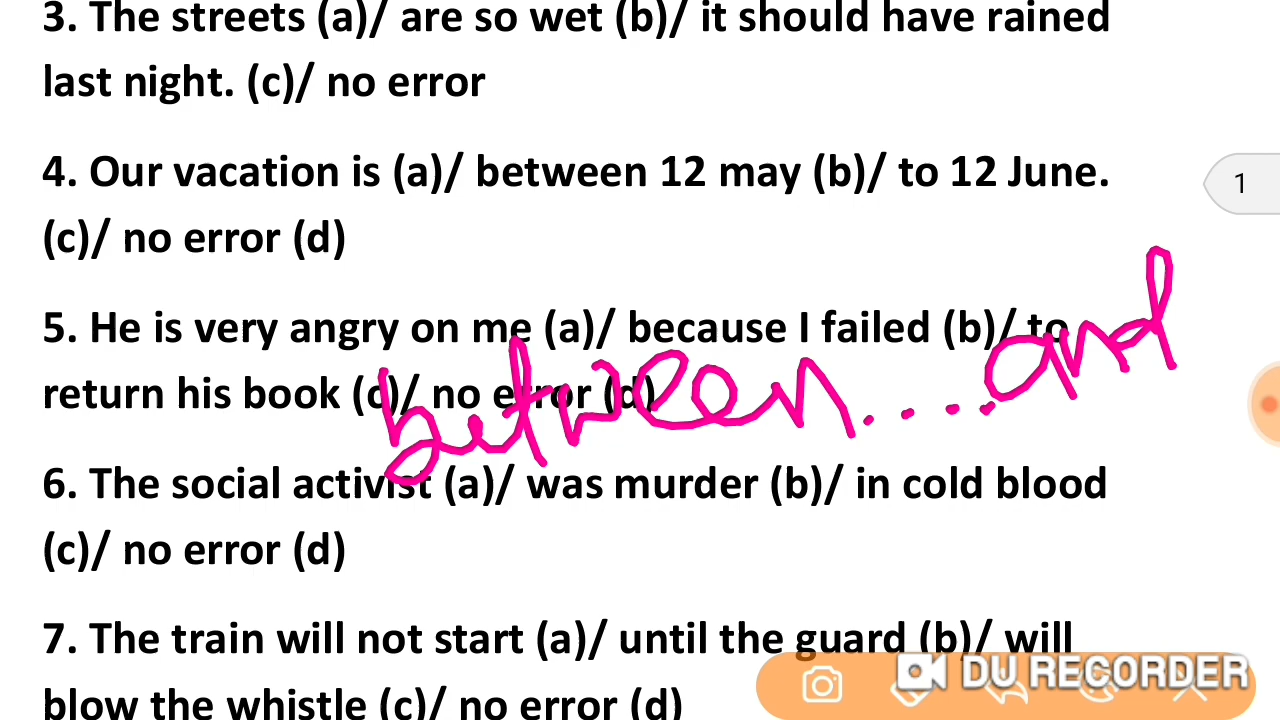 3. The streets (a)/ are so wet (b)/ it should have rained
last night. (c)/ no error
4. Our vacation is (a)/ between 12 may (b)/ to 12 June.
(c)/ no error (d)
1
5. He is very angry on me (a)/ because I failed (b)/ to
return his book (c)/ no error (d)
between....and
6. The social activist (a)/ was murder (b)/ in cold blood
(c)/ no error (d)
7. The train will not start (a)/ until the guard (b)/ will
blow the whistle (c)/ no error (d)
DU RECORDER